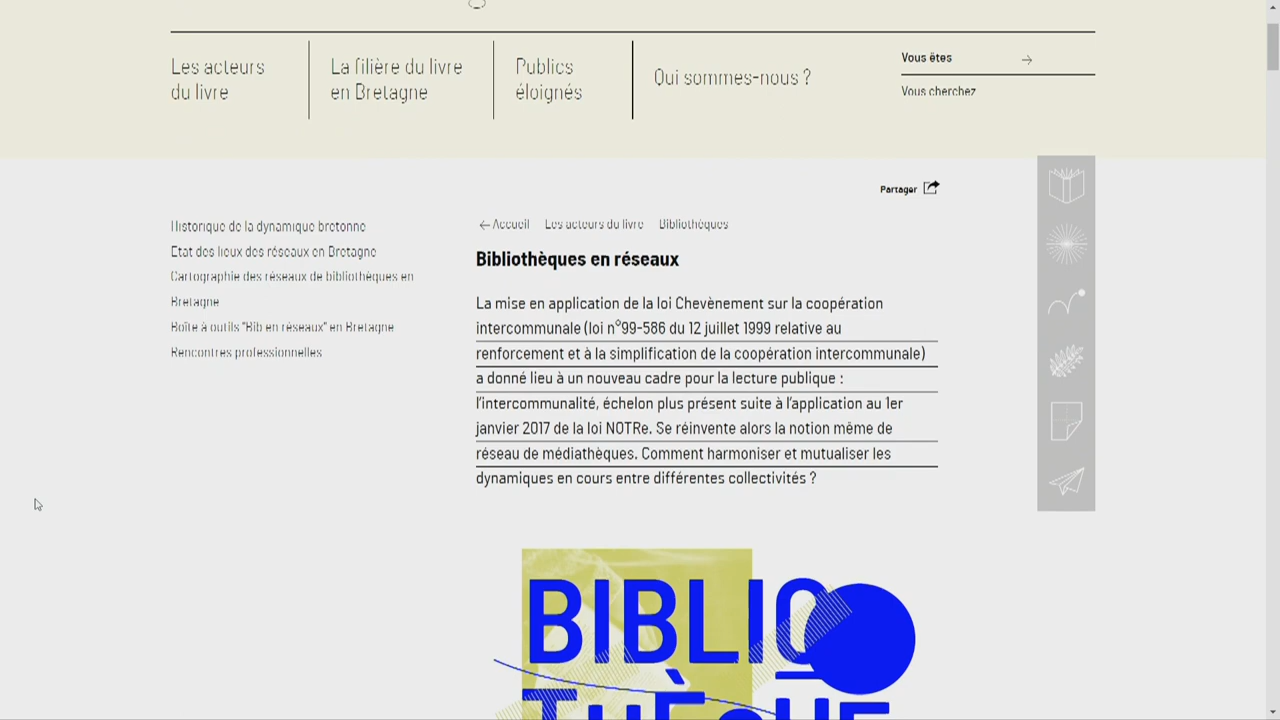 Les acteurs
du livre
La filière du livre
en Bretagne
Publics
éloignés
Qui sommes-nous ?
Vous êtes
Vous cherchez
Partager
Historique de la dynamique bretonne
Etat des lieux des réseaux en Bretagne
Cartographie des réseaux de bibliothèques en
Bretagne
Boîte à outils "Bib en réseaux" en Bretagne
Rencontres professionnelles
Accueil Les acteurs du livre Bibliothèques
Bibliothèques en réseaux
La mise en application de la loi Chevènement sur la coopération
intercommunale (loi n°99-586 du 12 juillet 1999 relative au
renforcement et à la simplification de la coopération intercommunale)
a donné lieu à un nouveau cadre pour la lecture publique :
l'intercommunalité, échelon plus présent suite à l'application au 1er
janvier 2017 de la loi NOTRe. Se réinvente alors la notion même de
réseau de médiathèques. Comment harmoniser et mutualiser les
dynamiques en cours entre différentes collectivités ?
BIBLIO
THÈQUE